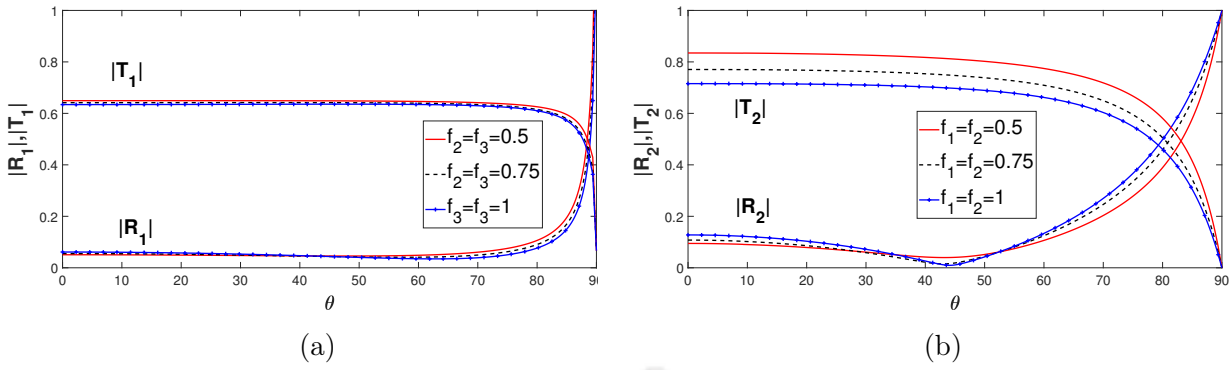 1
0.8
0.6
0.4
0.2
0
|R₁|,|T₁|
|T₁|
|R₁|
f₂=f₃=0.5
f₂=f₃=0.75
f₃=f₃=1
0 10 20 30 40 50 60 70 80 90
θ
(a)
1
0.8
0.6
0.4
0.2
0
|R₂|,|T₂|
|T₂|
|R₂|
f₁=f₂=0.5
f₁=f₂=0.75
f₁=f₂=1
0 10 20 30 40 50 60 70 80 90
θ
(b)